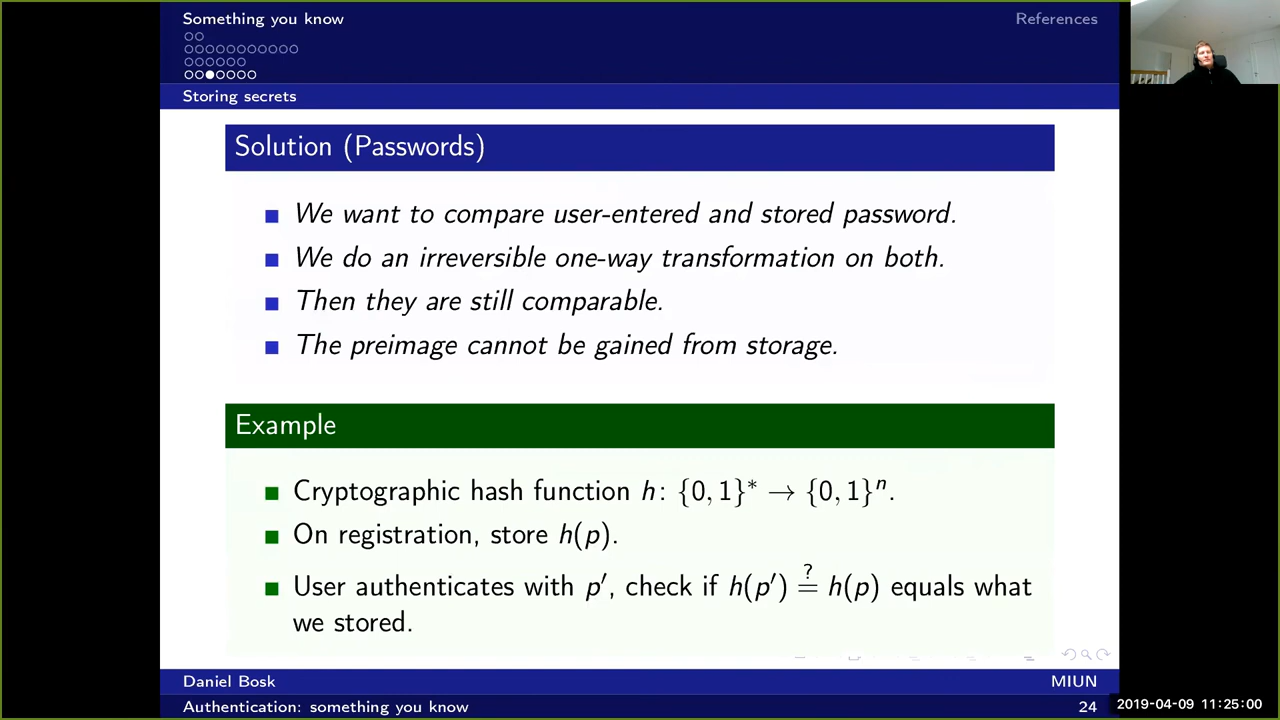 Something you know
References
Storing secrets
Solution (Passwords)
We want to compare user-entered and stored password.
We do an irreversible one-way transformation on both.
Then they are still comparable.
The preimage cannot be gained from storage.
Example
Cryptographic hash function h: {0, 1}* → {0, 1}ⁿ.
On registration, store h(p).
User authenticates with p′, check if h(p′) ≟ h(p) equals what
we stored.
Daniel Bosk
MIUN
Authentication: something you know
24
2019-04-09 11:25:00